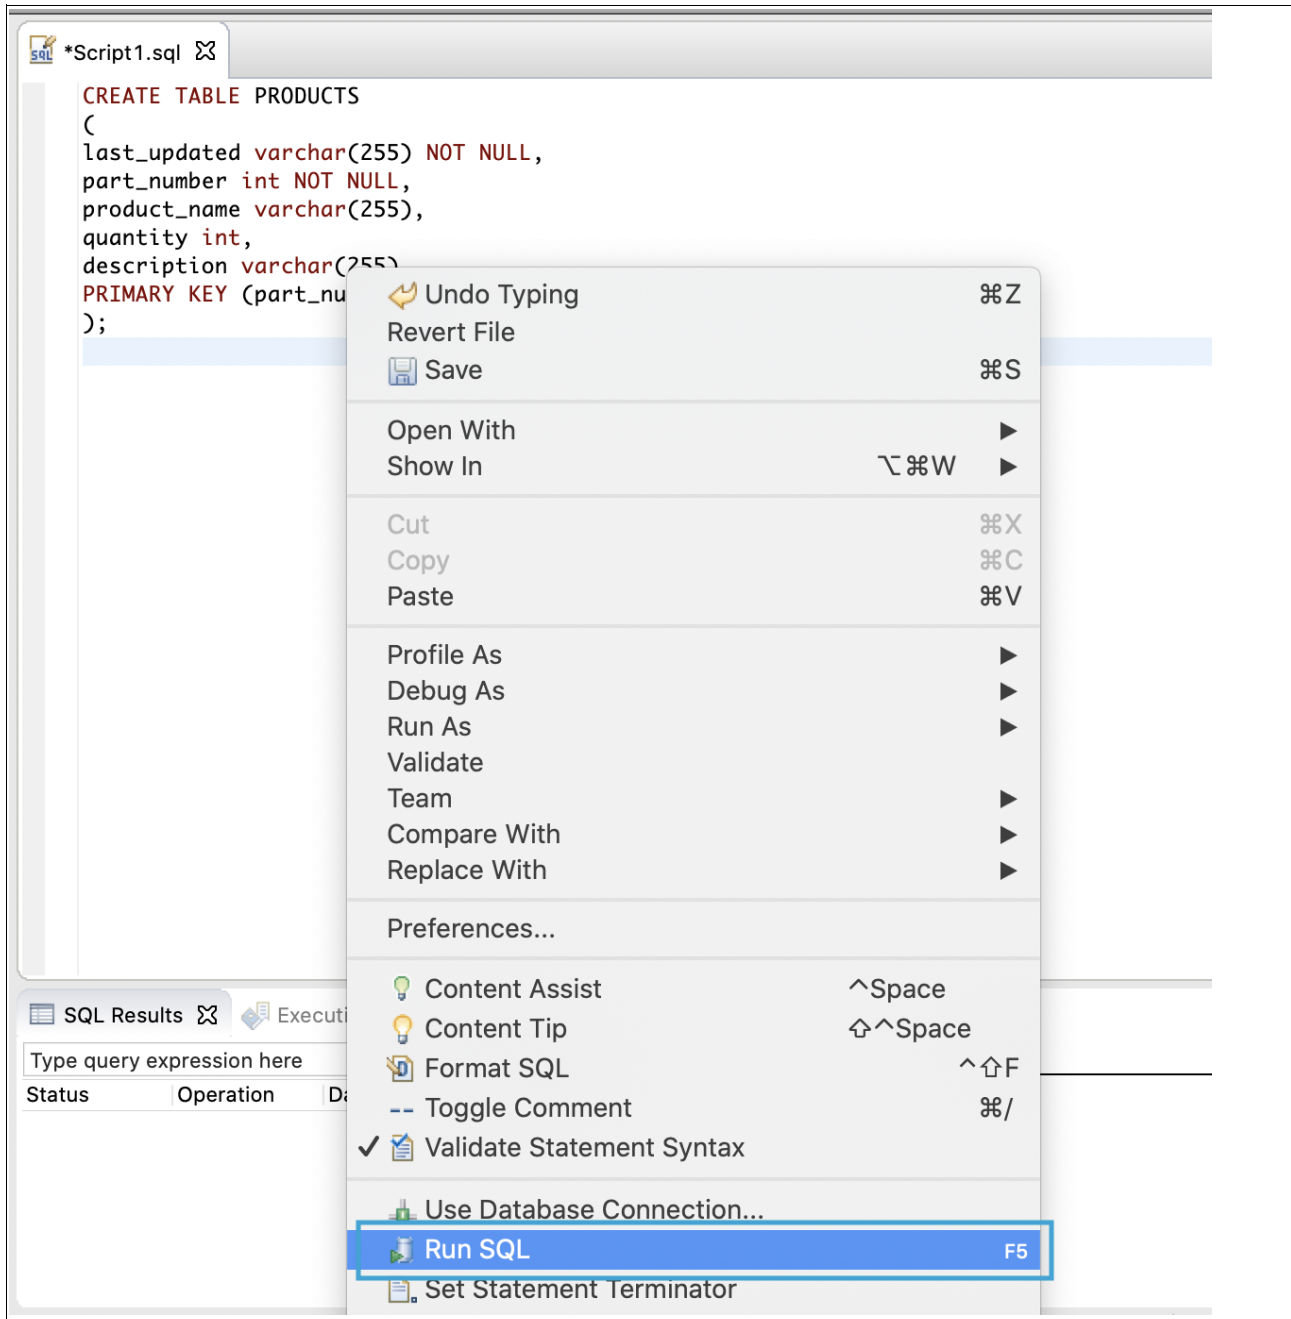 *Script1.sql
CREATE TABLE PRODUCTS
(
last_updated varchar(255) NOT NULL,
part_number int NOT NULL,
product_name varchar(255),
quantity int,
description varchar(255)
PRIMARY KEY (part_nu
);
Undo Typing ⌘Z
Revert File
Save ⌘S
Open With ▶
Show In ⌥⌘W ▶
Cut ⌘X
Copy ⌘C
Paste ⌘V
Profile As ▶
Debug As ▶
Run As ▶
Validate
Team ▶
Compare With ▶
Replace With ▶
Preferences...
Content Assist ^Space
Content Tip ⇧^Space
Format SQL ^⇧F
Toggle Comment ⌘/
✓ Validate Statement Syntax
Use Database Connection...
Run SQL F5
Set Statement Terminator
SQL Results Executi
Type query expression here
Status Operation Da